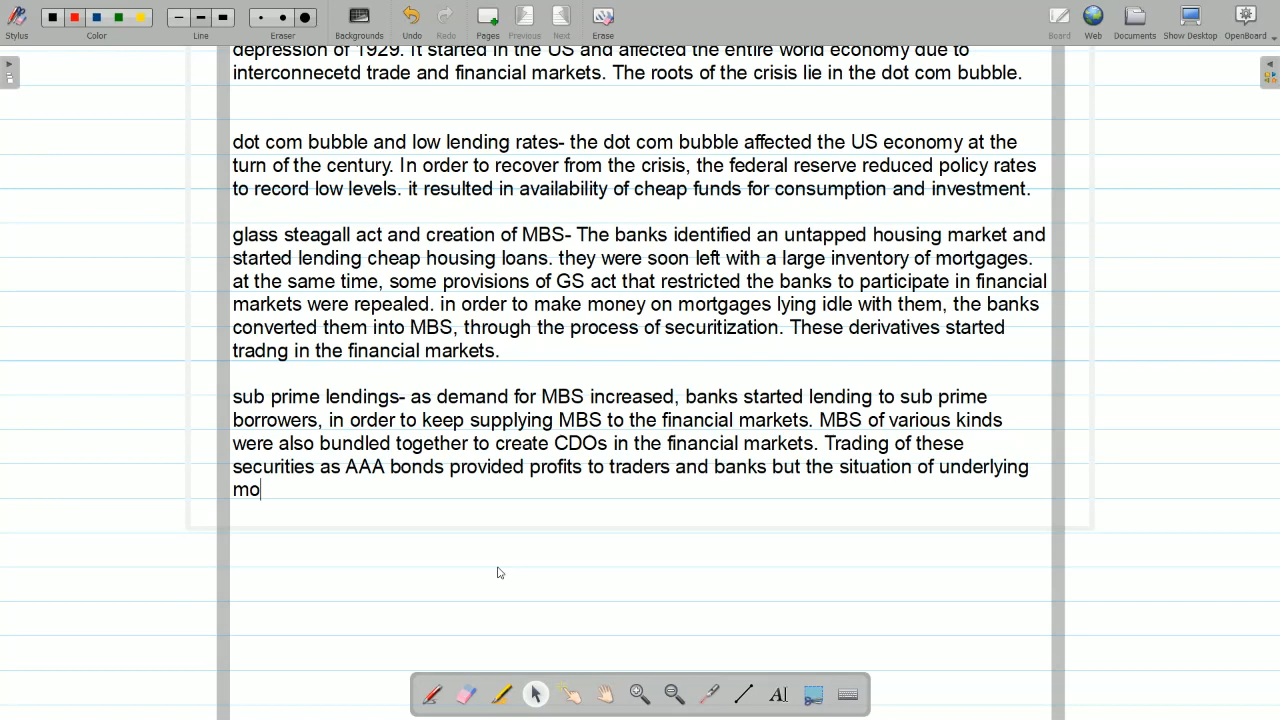 Stylus Color Line Eraser Backgrounds Undo Redo Pages Previous Next Erase Board Web Documents Show Desktop OpenBoard
depression of 1929. It started in the US and affected the entire world economy due to
interconnecetd trade and financial markets. The roots of the crisis lie in the dot com bubble.
dot com bubble and low lending rates- the dot com bubble affected the US economy at the
turn of the century. In order to recover from the crisis, the federal reserve reduced policy rates
to record low levels. it resulted in availability of cheap funds for consumption and investment.
glass steagall act and creation of MBS- The banks identified an untapped housing market and
started lending cheap housing loans. they were soon left with a large inventory of mortgages.
at the same time, some provisions of GS act that restricted the banks to participate in financial
markets were repealed. in order to make money on mortgages lying idle with them, the banks
converted them into MBS, through the process of securitization. These derivatives started
tradng in the financial markets.
sub prime lendings- as demand for MBS increased, banks started lending to sub prime
borrowers, in order to keep supplying MBS to the financial markets. MBS of various kinds
were also bundled together to create CDOs in the financial markets. Trading of these
securities as AAA bonds provided profits to traders and banks but the situation of underlying
mo